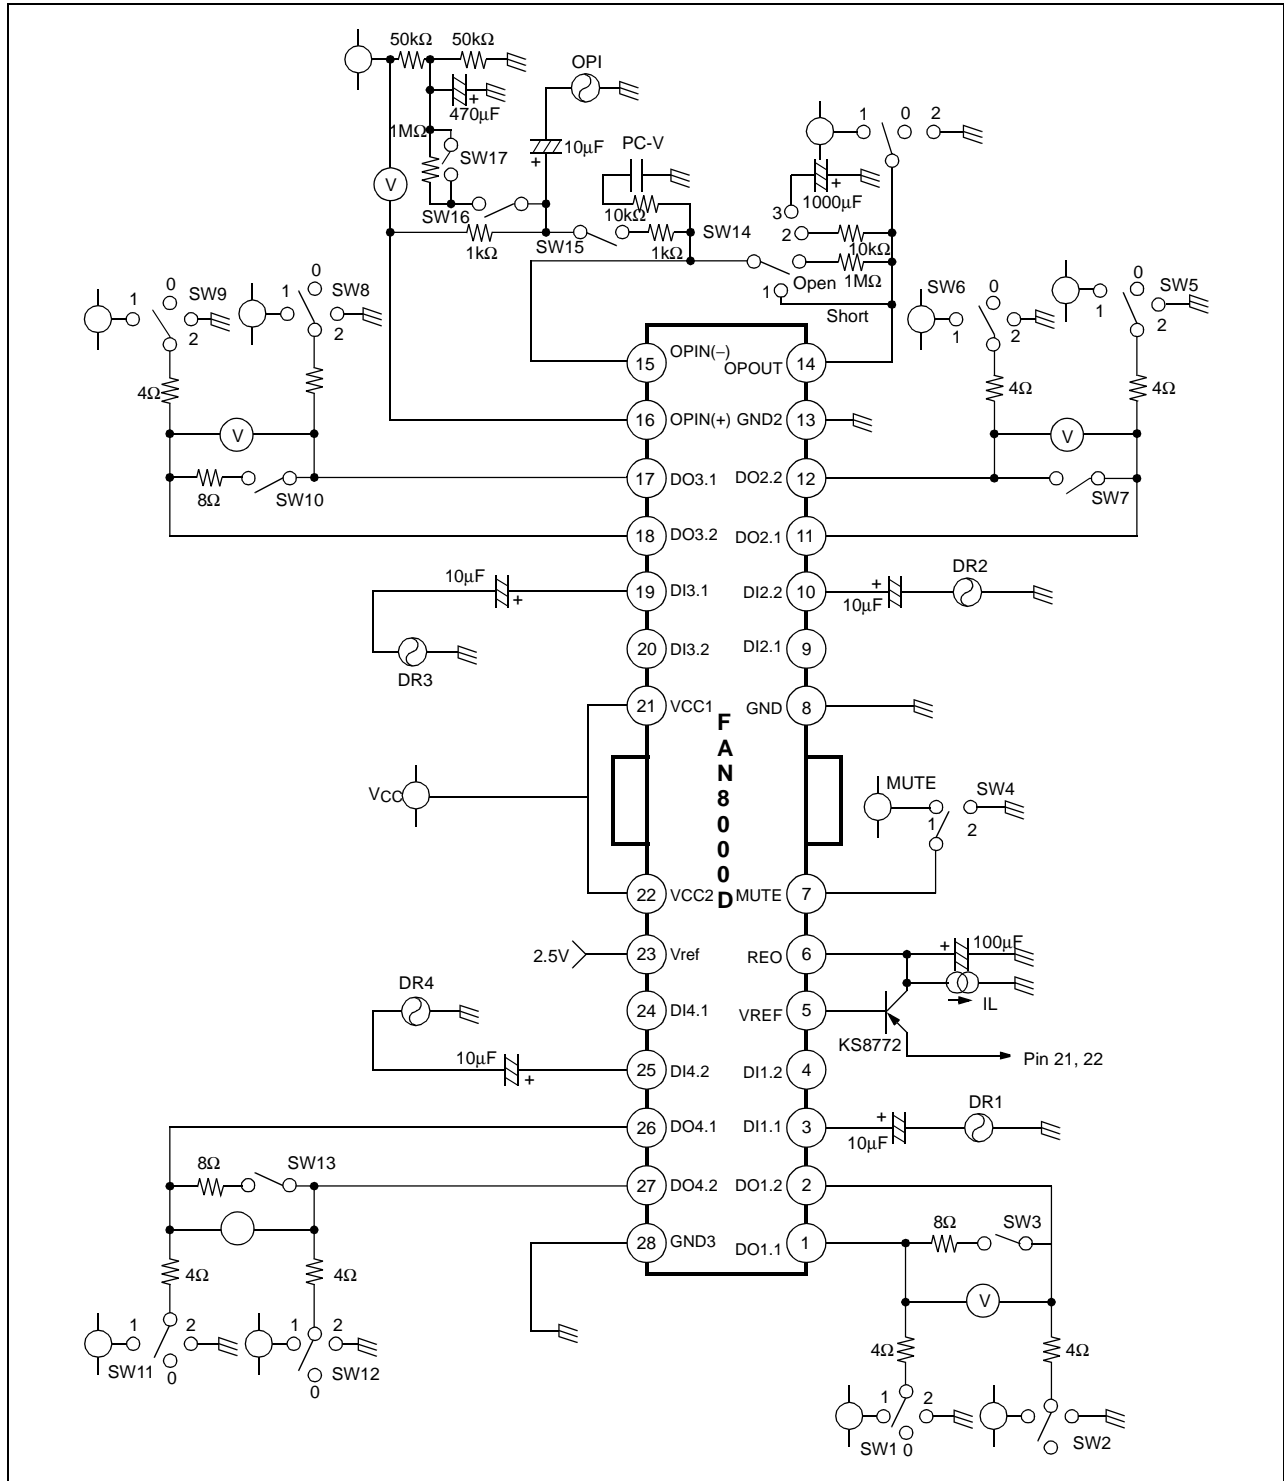 50kΩ 50kΩ
OPI
470µF
1MΩ
SW17
10µF
PC-V
1 0 2
1000µF
V
SW16
10kΩ
3
2
SW15
SW14
1kΩ
1kΩ
10kΩ
Open
1MΩ
1
Short
0 SW9
1
2
0 SW8
1
2
SW6 0
1 2
0 SW5
1 2
4Ω
4Ω
4Ω
V
V
8Ω
SW10
SW7
15 OPIN(−)
OPOUT 14
16 OPIN(+)
GND2 13
17 DO3.1
DO2.2 12
18 DO3.2
DO2.1 11
10µF
+
19 DI3.1
DI2.2 10
+
10µF
DR2
DR3
20 DI3.2
DI2.1 9
21 VCC1
GND 8
FAN8000D
VCC
MUTE
SW4
1 2
22 VCC2
MUTE 7
2.5V
23 Vref
REO 6
+
100µF
IL
DR4
24 DI4.1
VREF 5
KS8772
Pin 21, 22
10µF
+
25 DI4.2
DI1.2 4
26 DO4.1
DI1.1 3
+
10µF
DR1
8Ω
SW13
27 DO4.2
DO1.2 2
28 GND3
DO1.1 1
8Ω
SW3
V
4Ω
4Ω
4Ω
4Ω
1 2
SW11
0
1 2
SW12
0
1 2
SW1 0
SW2